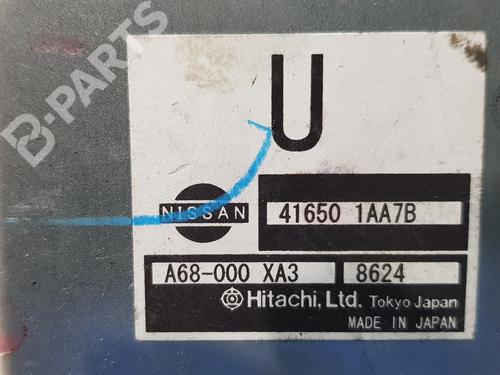 B-PARTS
U
NISSAN 41650 1AA7B
A68-000 XA3 8624
Hitachi, Ltd. Tokyo Japan
MADE IN JAPAN